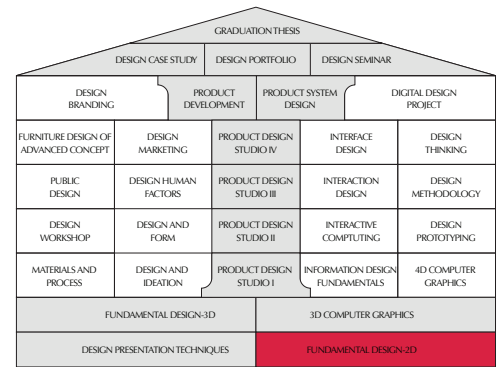 GRADUATION THESIS
DESIGN CASE STUDY
DESIGN PORTFOLIO
DESIGN SEMINAR
DESIGN
BRANDING
PRODUCT
DEVELOPMENT
PRODUCT SYSTEM
DESIGN
DIGITAL DESIGN
PROJECT
FURNITURE DESIGN OF
ADVANCED CONCEPT
DESIGN
MARKETING
PRODUCT DESIGN
STUDIO IV
INTERFACE
DESIGN
DESIGN
THINKING
PUBLIC
DESIGN
DESIGN HUMAN
FACTORS
PRODUCT DESIGN
STUDIO III
INTERACTION
DESIGN
DESIGN
METHODOLOGY
DESIGN
WORKSHOP
DESIGN AND
FORM
PRODUCT DESIGN
STUDIO II
INTERACTIVE
COMPTUTING
DESIGN
PROTOTYPING
MATERIALS AND
PROCESS
DESIGN AND
IDEATION
PRODUCT DESIGN
STUDIO I
INFORMATION DESIGN
FUNDAMENTALS
4D COMPUTER
GRAPHICS
FUNDAMENTAL DESIGN-3D
3D COMPUTER GRAPHICS
DESIGN PRESENTATION TECHNIQUES
FUNDAMENTAL DESIGN-2D